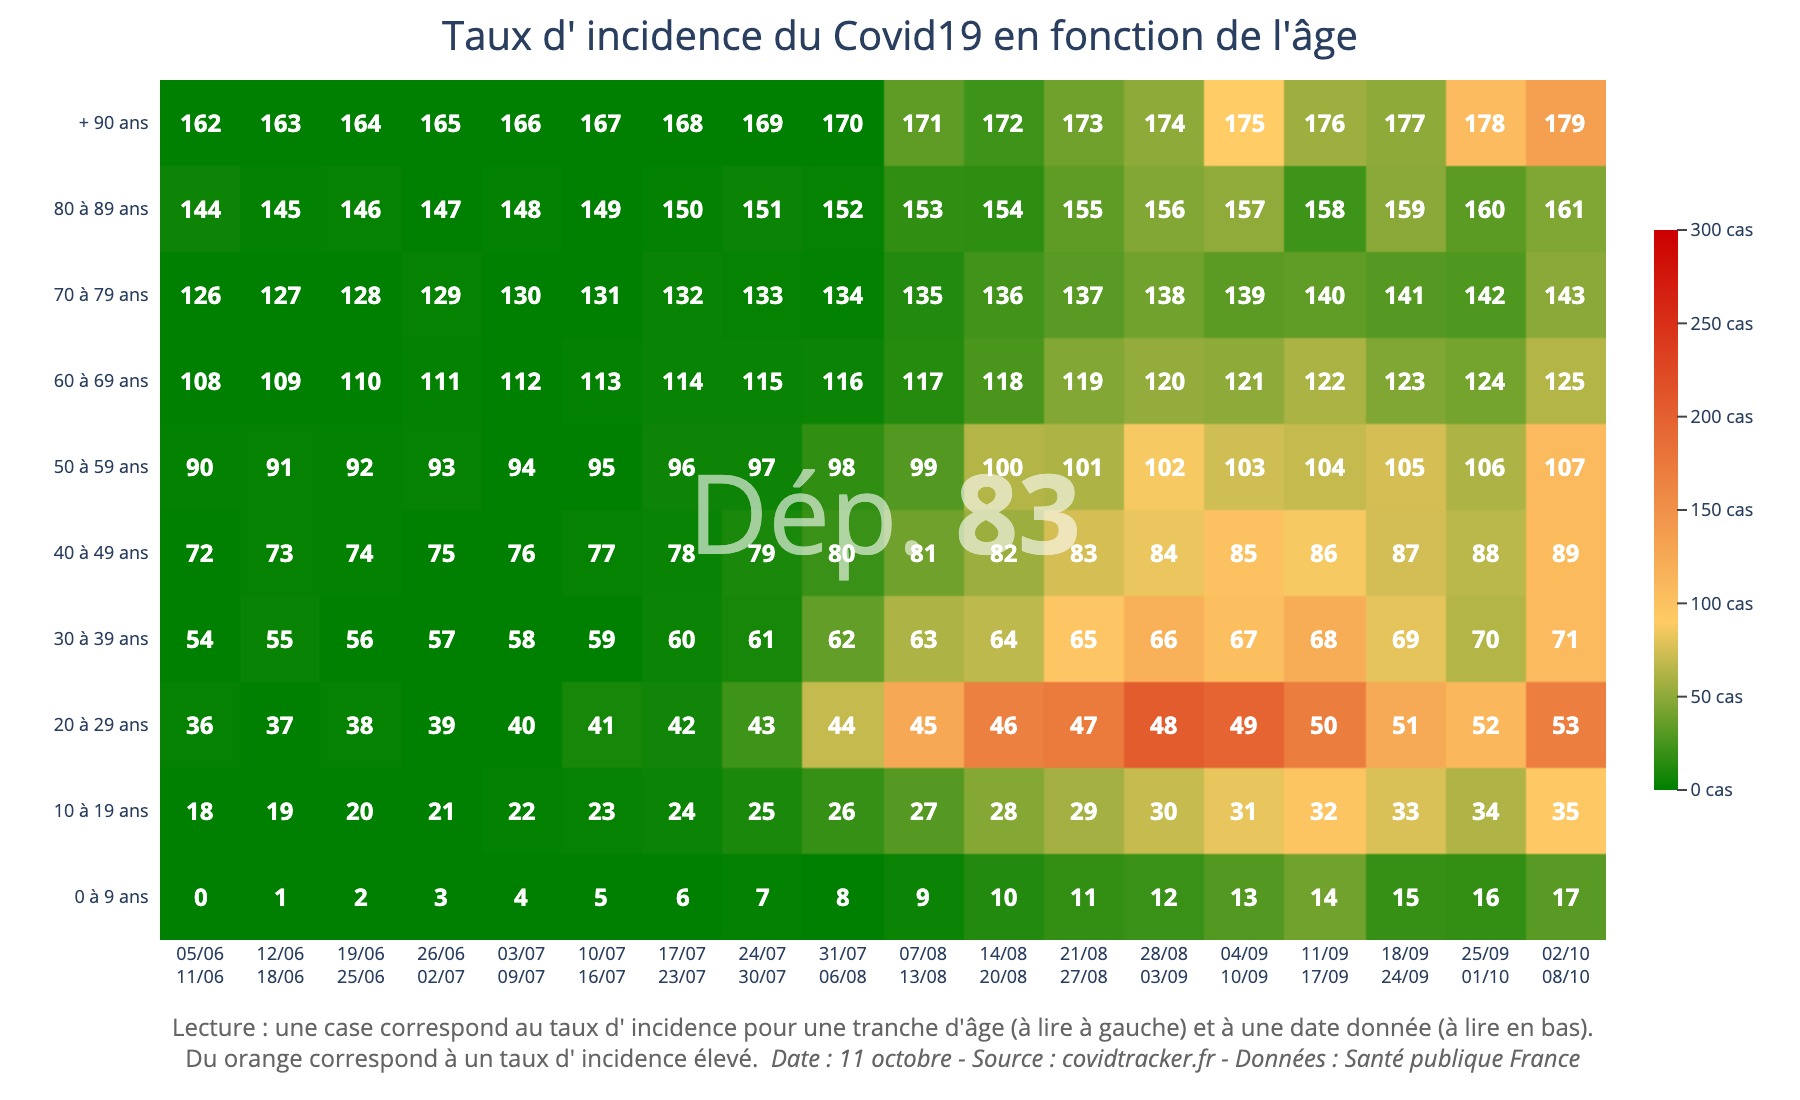 Taux d' incidence du Covid19 en fonction de l'âge
+ 90 ans 162 163 164 165 166 167 168 169 170 171 172 173 174 175 176 177 178 179
80 à 89 ans 144 145 146 147 148 149 150 151 152 153 154 155 156 157 158 159 160 161
300 cas
70 à 79 ans 126 127 128 129 130 131 132 133 134 135 136 137 138 139 140 141 142 143
250 cas
60 à 69 ans 108 109 110 111 112 113 114 115 116 117 118 119 120 121 122 123 124 125
200 cas
50 à 59 ans 90 91 92 93 94 95 96 97 98 99 100 101 102 103 104 105 106 107
Dép. 83
150 cas
40 à 49 ans 72 73 74 75 76 77 78 79 80 81 82 83 84 85 86 87 88 89
100 cas
30 à 39 ans 54 55 56 57 58 59 60 61 62 63 64 65 66 67 68 69 70 71
50 cas
20 à 29 ans 36 37 38 39 40 41 42 43 44 45 46 47 48 49 50 51 52 53
0 cas
10 à 19 ans 18 19 20 21 22 23 24 25 26 27 28 29 30 31 32 33 34 35
0 à 9 ans 0 1 2 3 4 5 6 7 8 9 10 11 12 13 14 15 16 17
05/06 12/06 19/06 26/06 03/07 10/07 17/07 24/07 31/07 07/08 14/08 21/08 28/08 04/09 11/09 18/09 25/09 02/10
11/06 18/06 25/06 02/07 09/07 16/07 23/07 30/07 06/08 13/08 20/08 27/08 03/09 10/09 17/09 24/09 01/10 08/10
Lecture : une case correspond au taux d' incidence pour une tranche d'âge (à lire à gauche) et à une date donnée (à lire en bas).
Du orange correspond à un taux d' incidence élevé. Date : 11 octobre - Source : covidtracker.fr - Données : Santé publique France